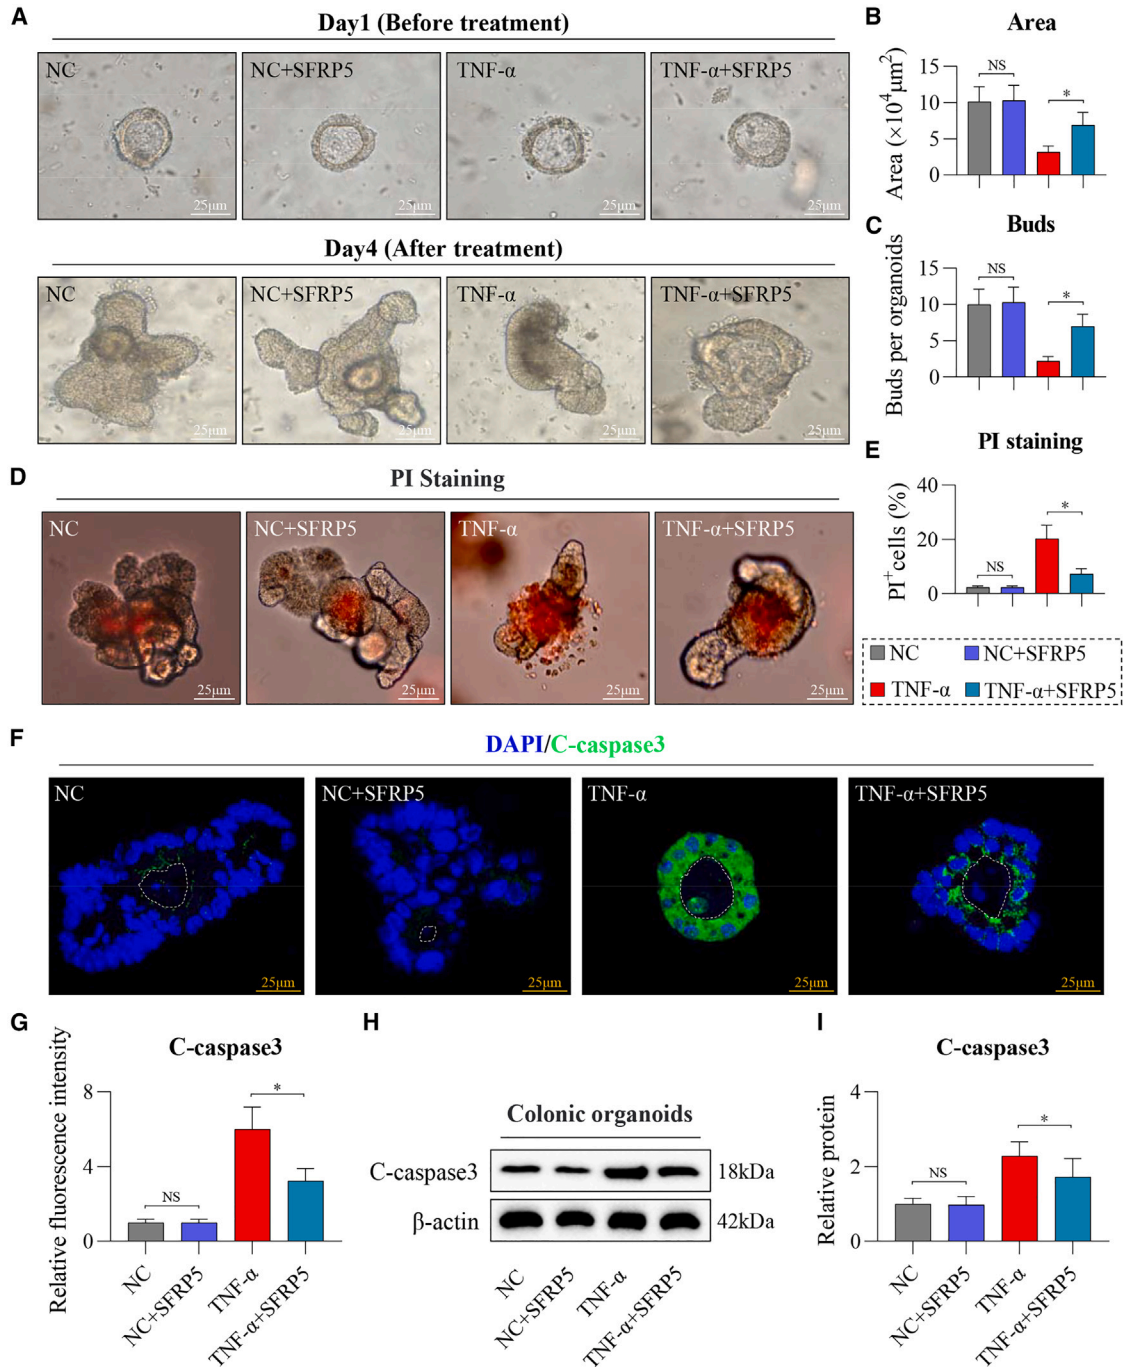 A
Day1 (Before treatment)
NC
NC+SFRP5
TNF-α
TNF-α+SFRP5
25μm
25μm
25μm
25μm
Day4 (After treatment)
NC
NC+SFRP5
TNF-α
TNF-α+SFRP5
25μm
25μm
25μm
25μm
B
Area
Area (×10⁴μm²)
15
10
5
0
NS
*
C
Buds
Buds per organoids
15
10
5
0
NS
*
D
PI Staining
NC
NC+SFRP5
TNF-α
TNF-α+SFRP5
25μm
25μm
25μm
25μm
E
PI staining
PI⁺cells (%)
40
20
0
NS
*
NC
NC+SFRP5
TNF-α
TNF-α+SFRP5
F
DAPI/C-caspase3
NC
NC+SFRP5
TNF-α
TNF-α+SFRP5
25μm
25μm
25μm
25μm
G
C-caspase3
Relative fluorescence intensity
8
4
0
NS
*
NC
NC+SFRP5
TNF-α
TNF-α+SFRP5
H
Colonic organoids
C-caspase3
18kDa
β-actin
42kDa
NC
NC+SFRP5
TNF-α
TNF-α+SFRP5
I
C-caspase3
Relative protein
4
2
0
NS
*
NC
NC+SFRP5
TNF-α
TNF-α+SFRP5